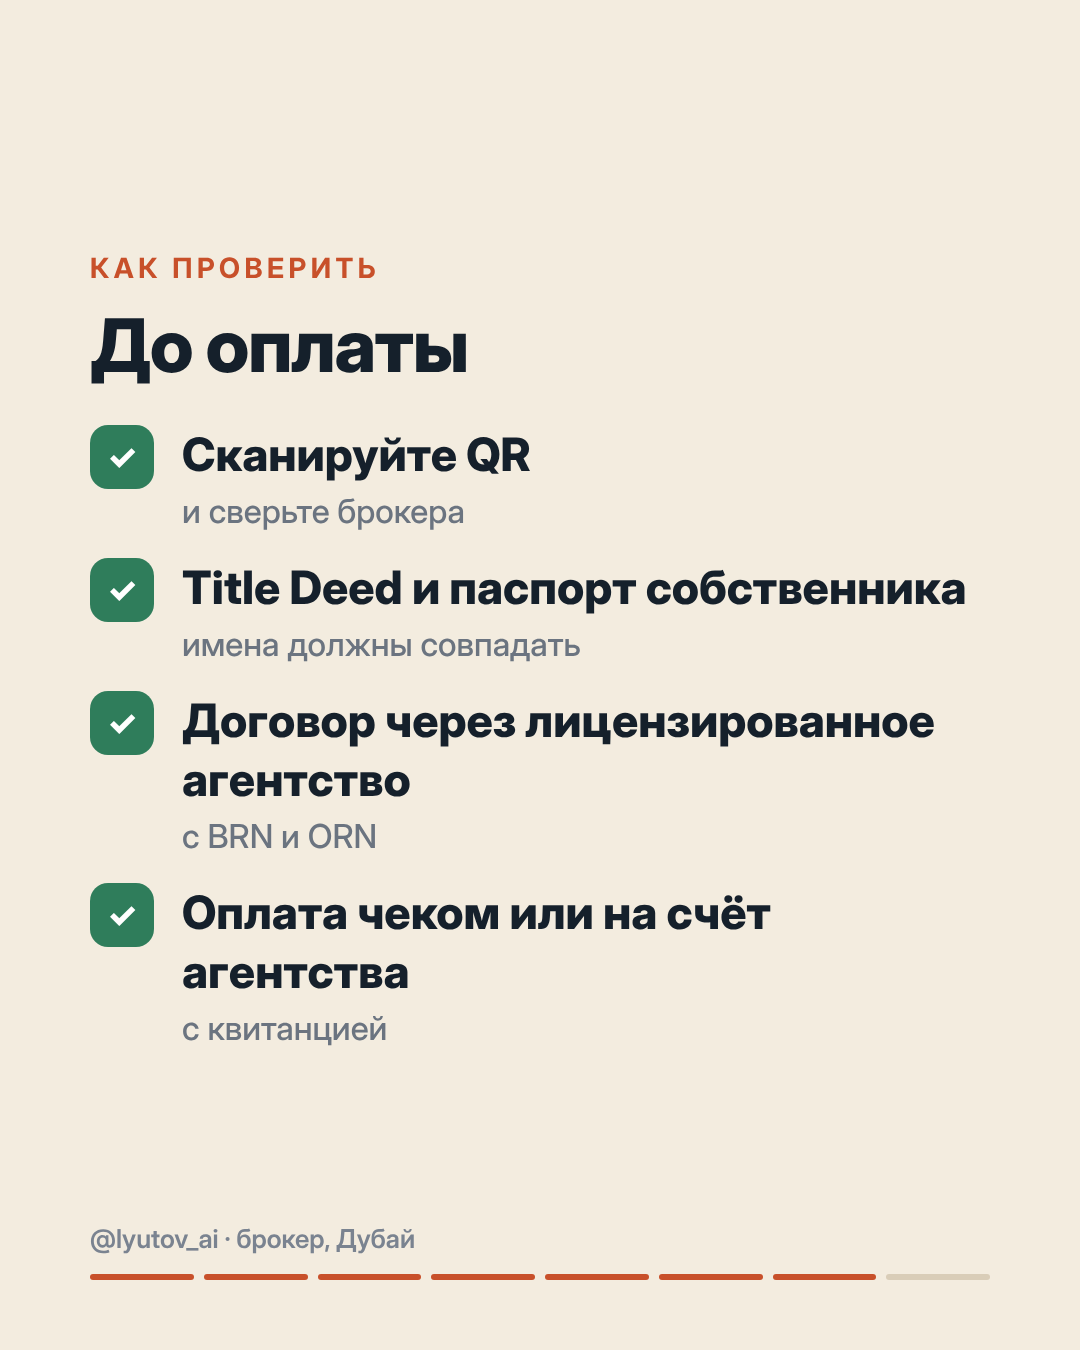 КАК ПРОВЕРИТЬ
До оплаты
Сканируйте QR
и сверьте брокера
Title Deed и паспорт собственника
имена должны совпадать
Договор через лицензированное
агентство
с BRN и ORN
Оплата чеком или на счёт
агентства
с квитанцией
@lyutov_ai · брокер, Дубай